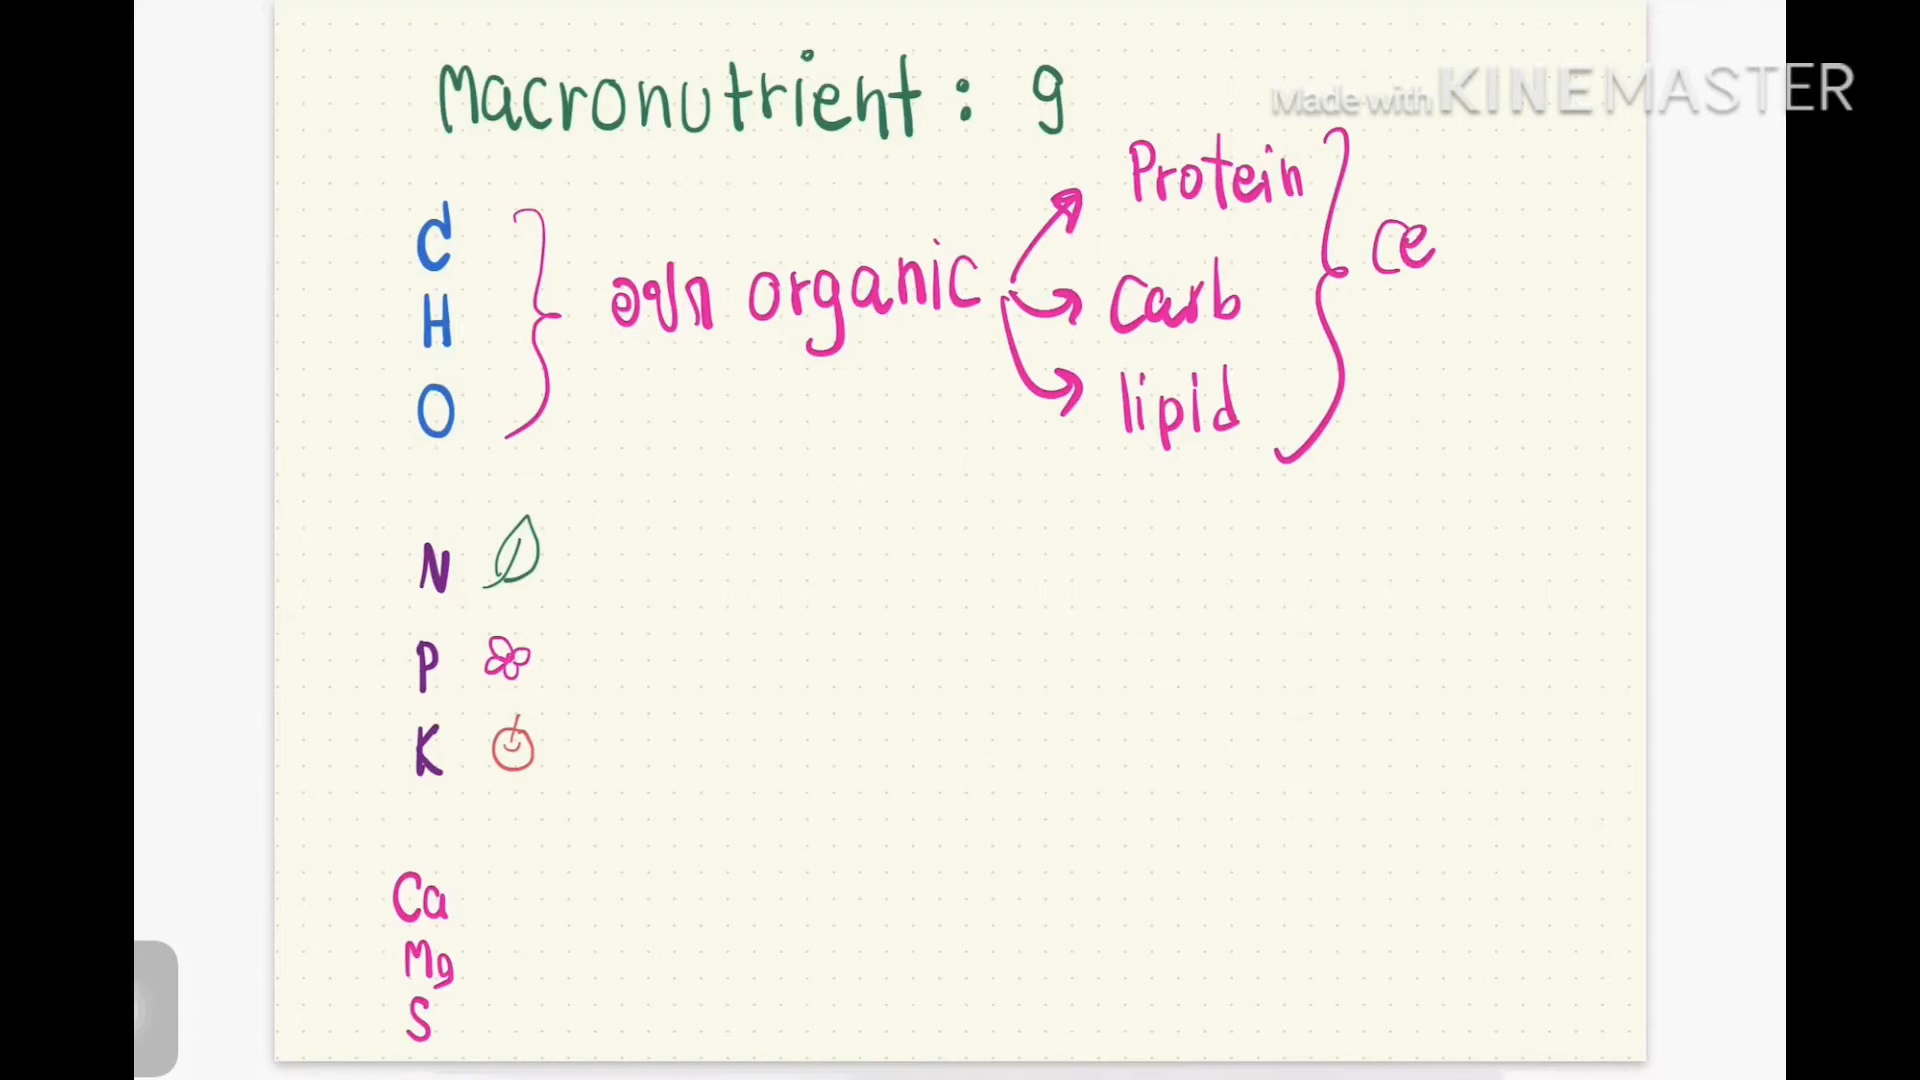 Macronutrient : 9
Made with KINEMASTER
Protein
C
H
O
อยู่ใน organic
Carb
lipid
ce
N
P
K
Ca
Mg
S